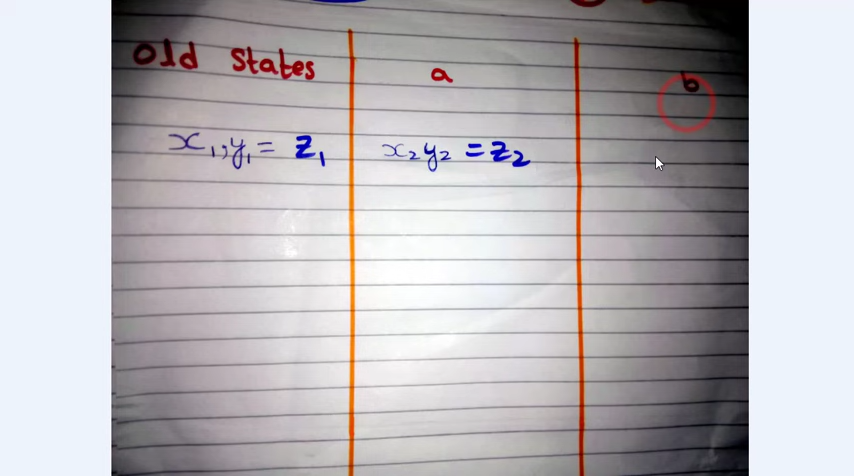 Old States a b
x₁,y₁ = z₁ x₂y₂ = z₂